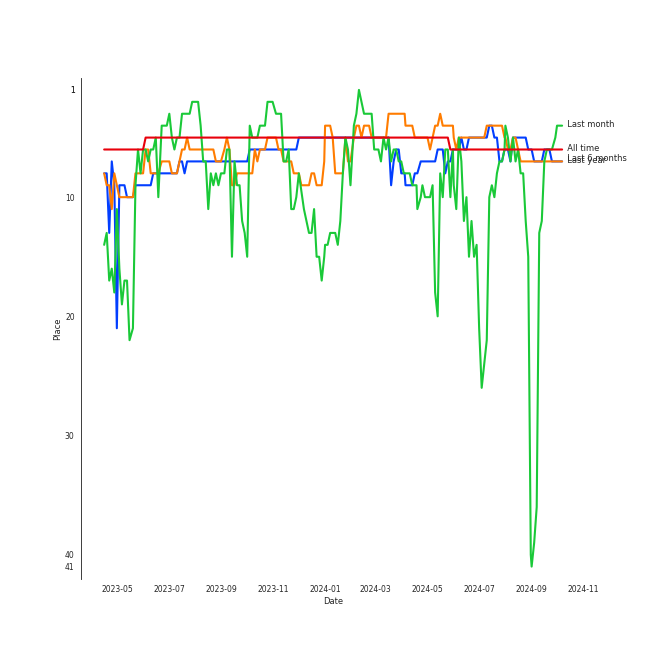 1
10
20
30
40
41
Place
2023-05
2023-07
2023-09
2023-11
2024-01
2024-03
2024-05
2024-07
2024-09
2024-11
Date
Last month
All time
Last 6 months
Last year